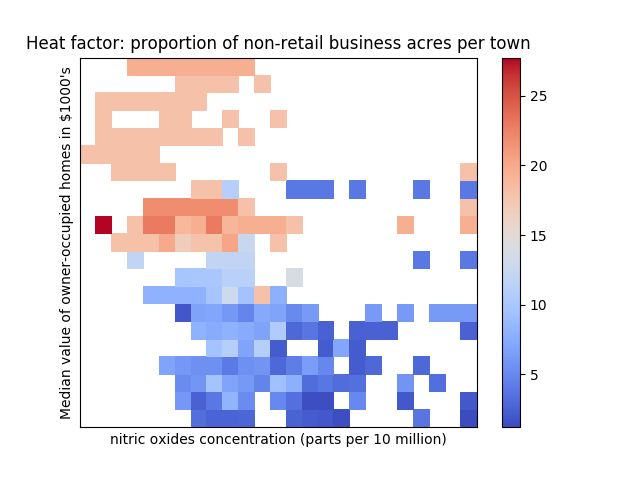 Heat factor: proportion of non-retail business acres per town
Median value of owner-occupied homes in $1000's
nitric oxides concentration (parts per 10 million)
25
20
15
10
5